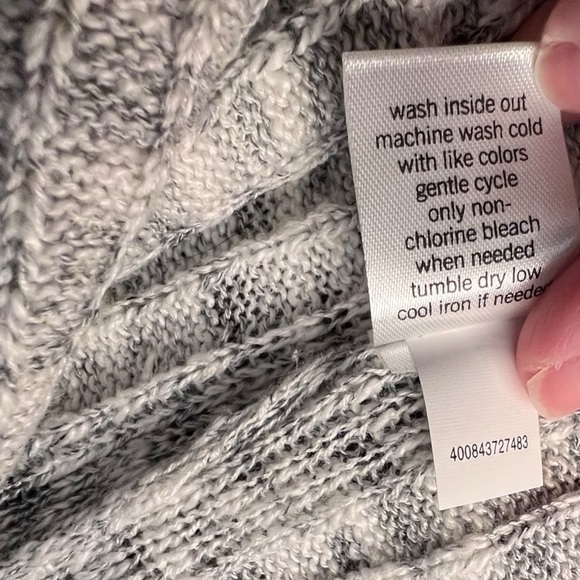 wash inside out
machine wash cold
with like colors
gentle cycle
only non-
chlorine bleach
when needed
tumble dry low
cool iron if neede
400843727483